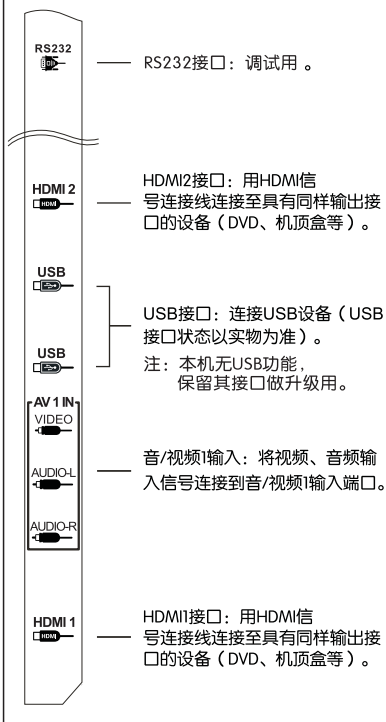 RS232
RS232接口：调试用 。
HDMI 2
HDMI
HDMI2接口：用HDMI信
号连接线连接至具有同样输出接
口的设备（DVD、机顶盒等）。
USB
USB
USB接口：连接USB设备（USB
接口状态以实物为准）。
注：本机无USB功能，
保留其接口做升级用。
AV 1 IN
VIDEO
AUDIO-L
AUDIO-R
音/视频1输入：将视频、音频输
入信号连接到音/视频1输入端口。
HDMI 1
HDMI
HDMI1接口：用HDMI信
号连接线连接至具有同样输出接
口的设备（DVD、机顶盒等）。